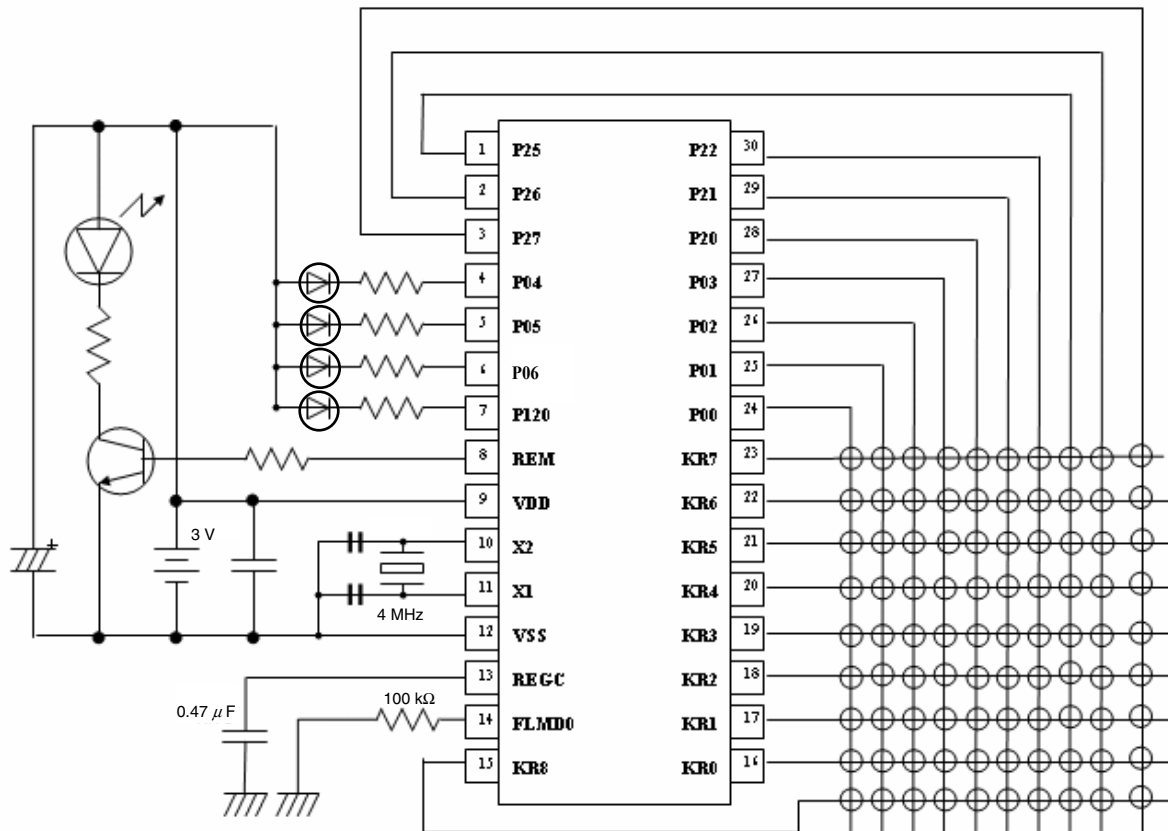 1 P25 P22 30
2 P26 P21 29
3 P27 P20 28
4 P04 P03 27
5 P05 P02 26
6 P06 P01 25
7 P120 P00 24
8 REM KR7 23
9 VDD KR6 22
3 V
+
10 X2 KR5 21
11 X1 KR4 20
4 MHz
12 VSS KR3 19
13 REGC KR2 18
0.47 μF
100 kΩ
14 FLMD0 KR1 17
15 KR8 KR0 16